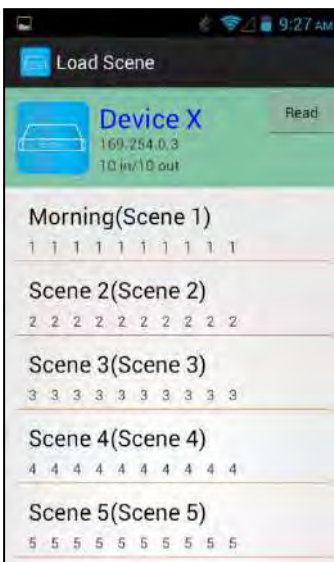 9:27 AM
Load Scene
Device X
Read
169.254.0.3
10 in/10 out
Morning(Scene 1)
1 1 1 1 1 1 1 1 1 1
Scene 2(Scene 2)
2 2 2 2 2 2 2 2 2 2
Scene 3(Scene 3)
3 3 3 3 3 3 3 3 3 3
Scene 4(Scene 4)
4 4 4 4 4 4 4 4 4 4
Scene 5(Scene 5)
5 5 5 5 5 5 5 5 5 5